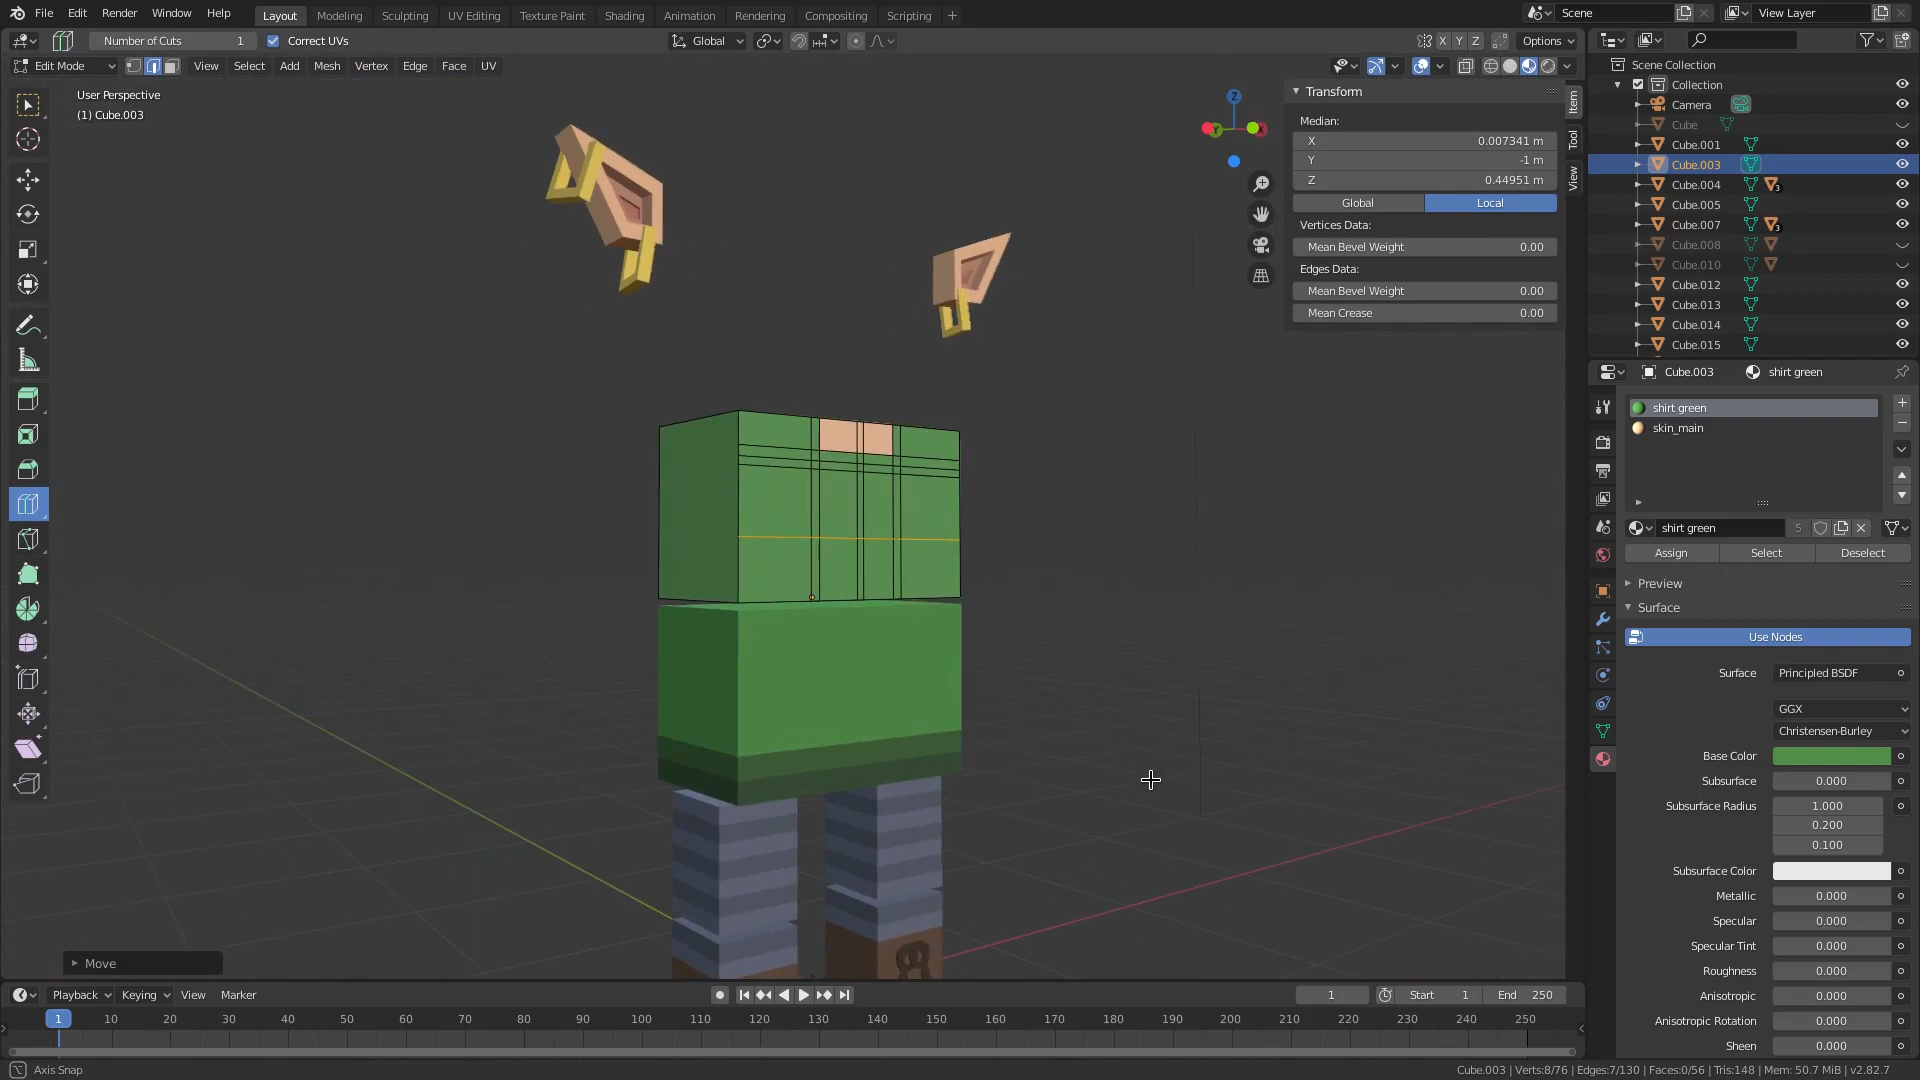 File Edit Render Window Help Layout Modeling Sculpting UV Editing Texture Paint Shading Animation Rendering Compositing Scripting + Scene View Layer
Number of Cuts 1 Correct UVs Global X Y Z Options
Edit Mode View Select Add Mesh Vertex Edge Face UV
User Perspective
(1) Cube.003
Z
Y
X
Transform
Median:
X 0.007341 m
Y -1 m
Z 0.44951 m
Global Local
Vertices Data:
Mean Bevel Weight 0.00
Edges Data:
Mean Bevel Weight 0.00
Mean Crease 0.00
Item
Tool
View
Scene Collection
Collection
Camera
Cube
Cube.001
Cube.003
Cube.004 3
Cube.005
Cube.007 3
Cube.008
Cube.010
Cube.012
Cube.013
Cube.014
Cube.015
Cube.003 shirt green
shirt green
skin_main
shirt green 5
Assign Select Deselect
Preview
Surface
Use Nodes
Surface Principled BSDF
GGX
Christensen-Burley
Base Color
Subsurface 0.000
Subsurface Radius 1.000
0.200
0.100
Subsurface Color
Metallic 0.000
Specular 0.000
Specular Tint 0.000
Roughness 0.000
Anisotropic 0.000
Anisotropic Rotation 0.000
Sheen 0.000
Move
Playback Keying View Marker 1 Start 1 End 250
1 10 20 30 40 50 60 70 80 90 100 110 120 130 140 150 160 170 180 190 200 210 220 230 240 250
Axis Snap
Cube.003 | Verts:8/76 | Edges:7/130 | Faces:0/56 | Tris:148 | Mem: 50.7 MiB | v2.82.7